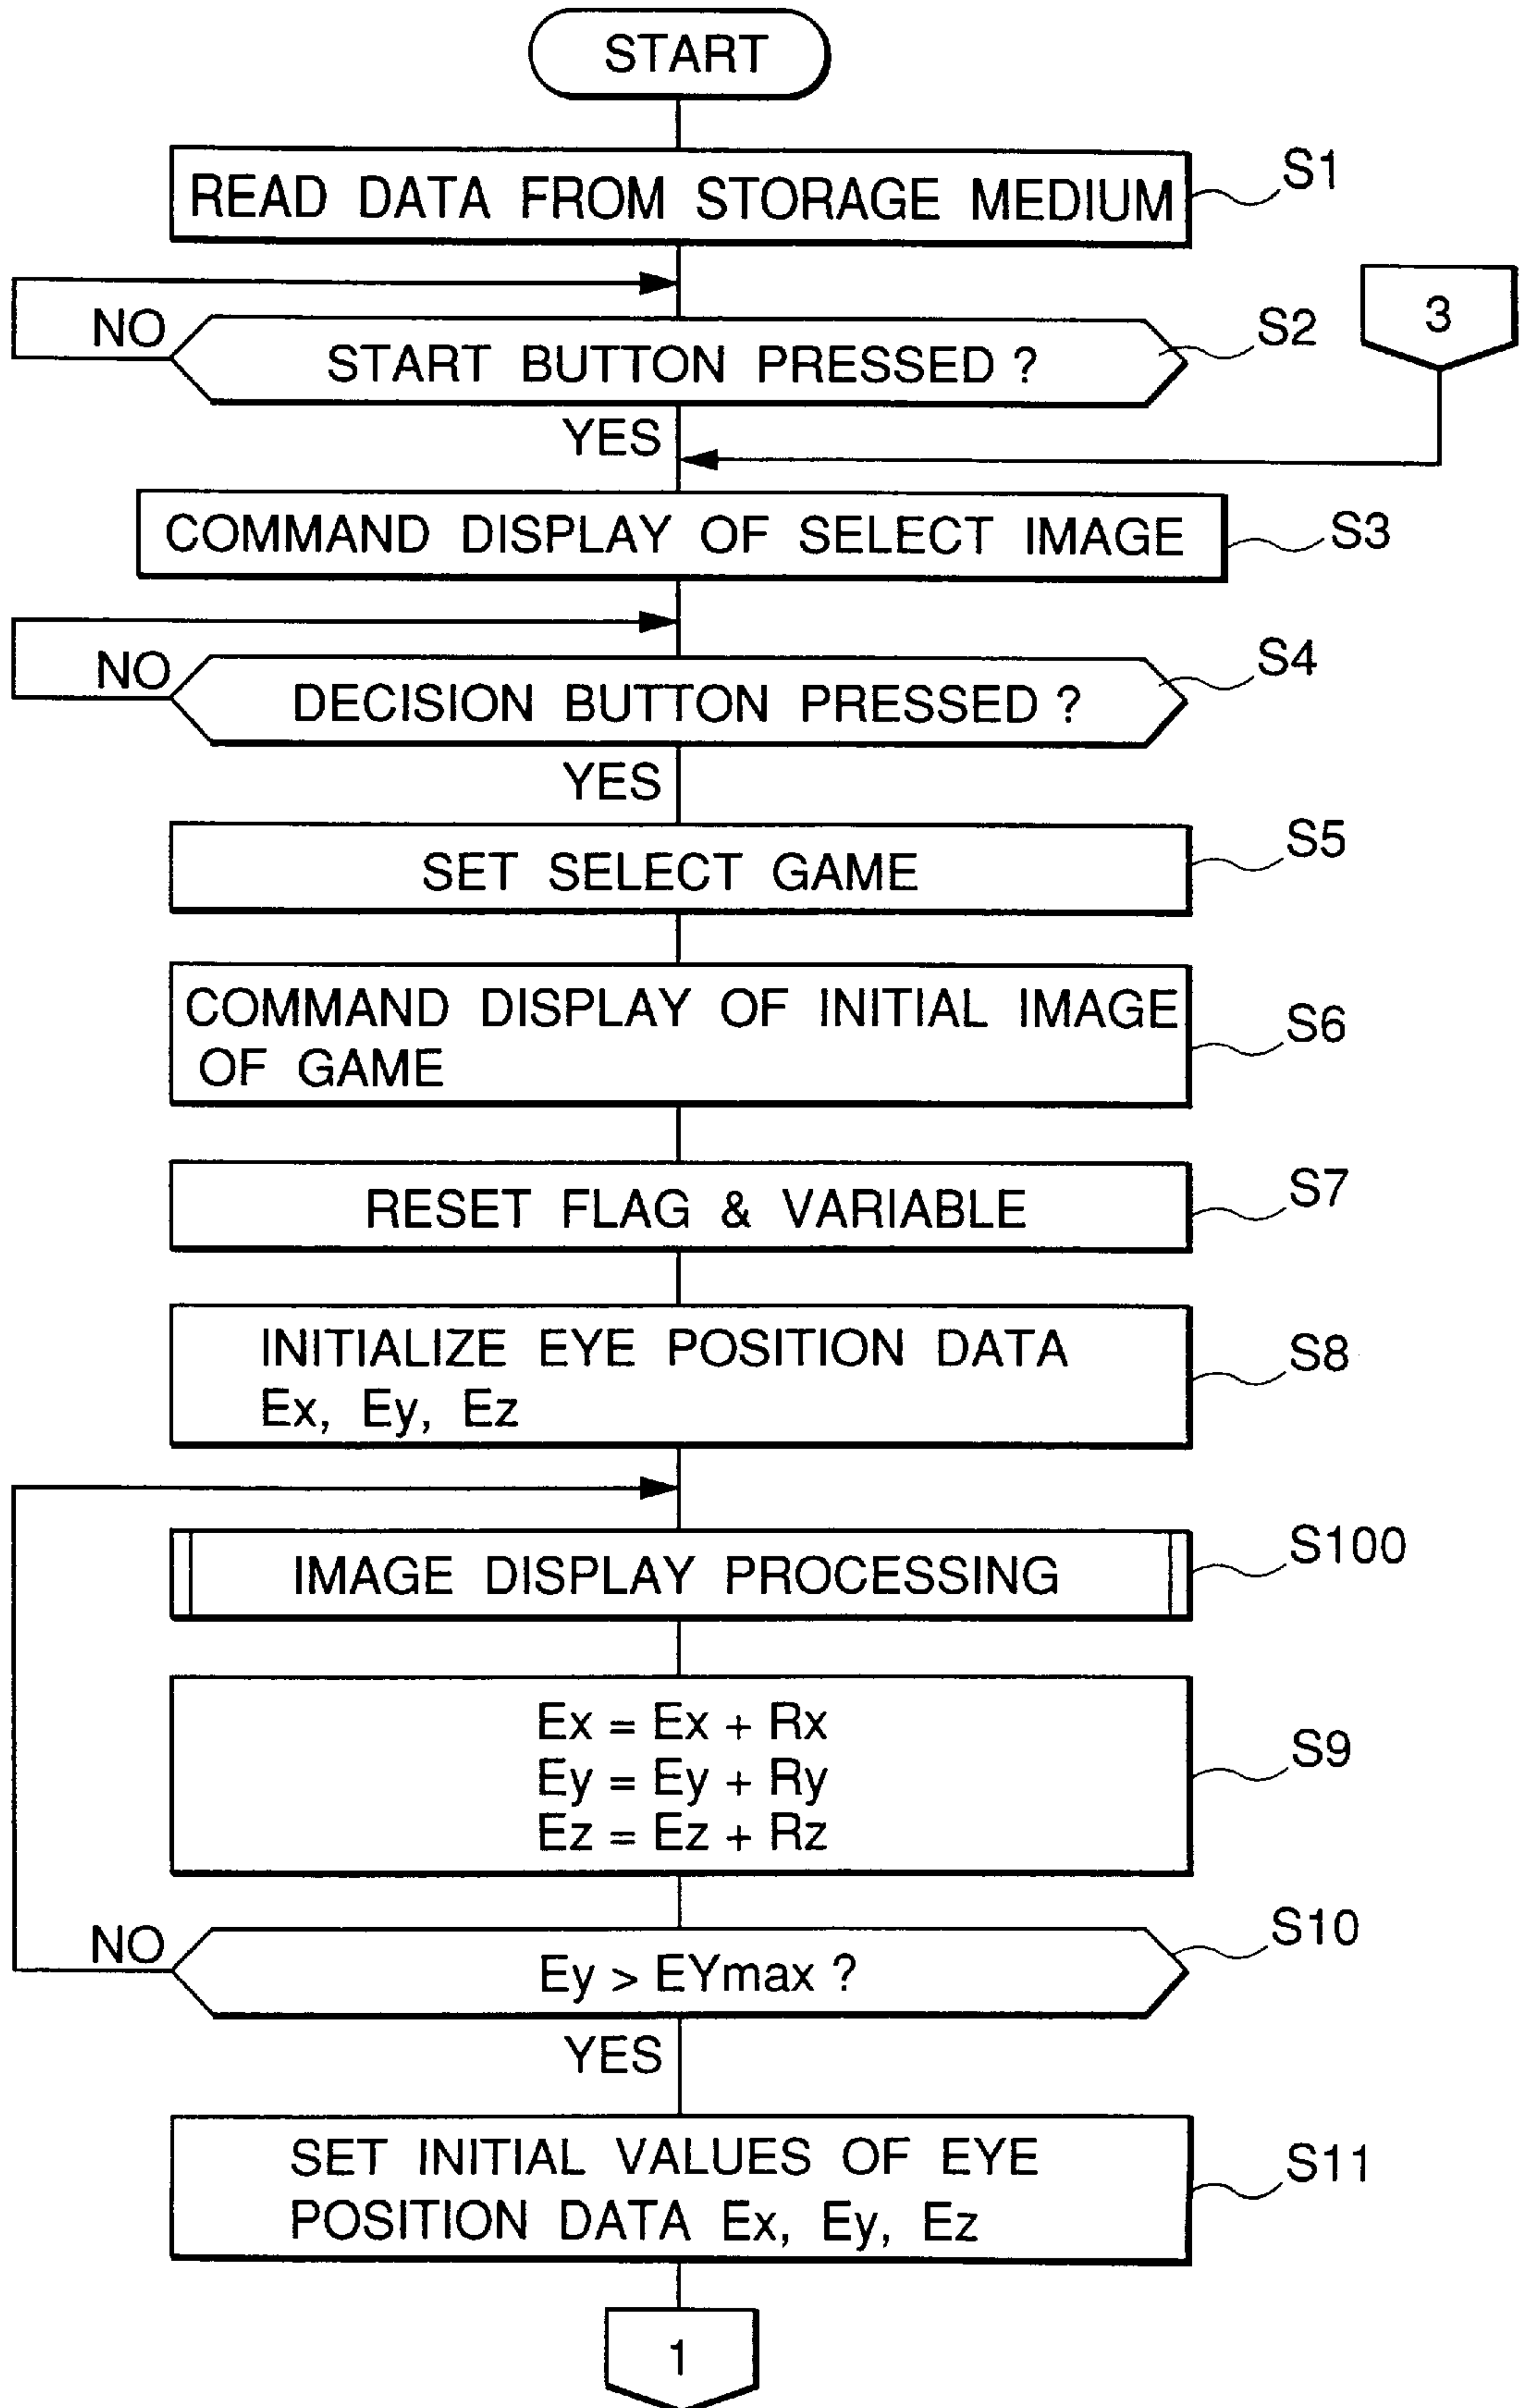 START
READ DATA FROM STORAGE MEDIUM
S1
NO
START BUTTON PRESSED ?
S2
3
YES
COMMAND DISPLAY OF SELECT IMAGE
S3
NO
DECISION BUTTON PRESSED ?
S4
YES
SET SELECT GAME
S5
COMMAND DISPLAY OF INITIAL IMAGE
OF GAME
S6
RESET FLAG & VARIABLE
S7
INITIALIZE EYE POSITION DATA
Ex, Ey, Ez
S8
IMAGE DISPLAY PROCESSING
S100
Ex = Ex + Rx
Ey = Ey + Ry
Ez = Ez + Rz
S9
NO
Ey > EYmax ?
S10
YES
SET INITIAL VALUES OF EYE
POSITION DATA Ex, Ey, Ez
S11
1